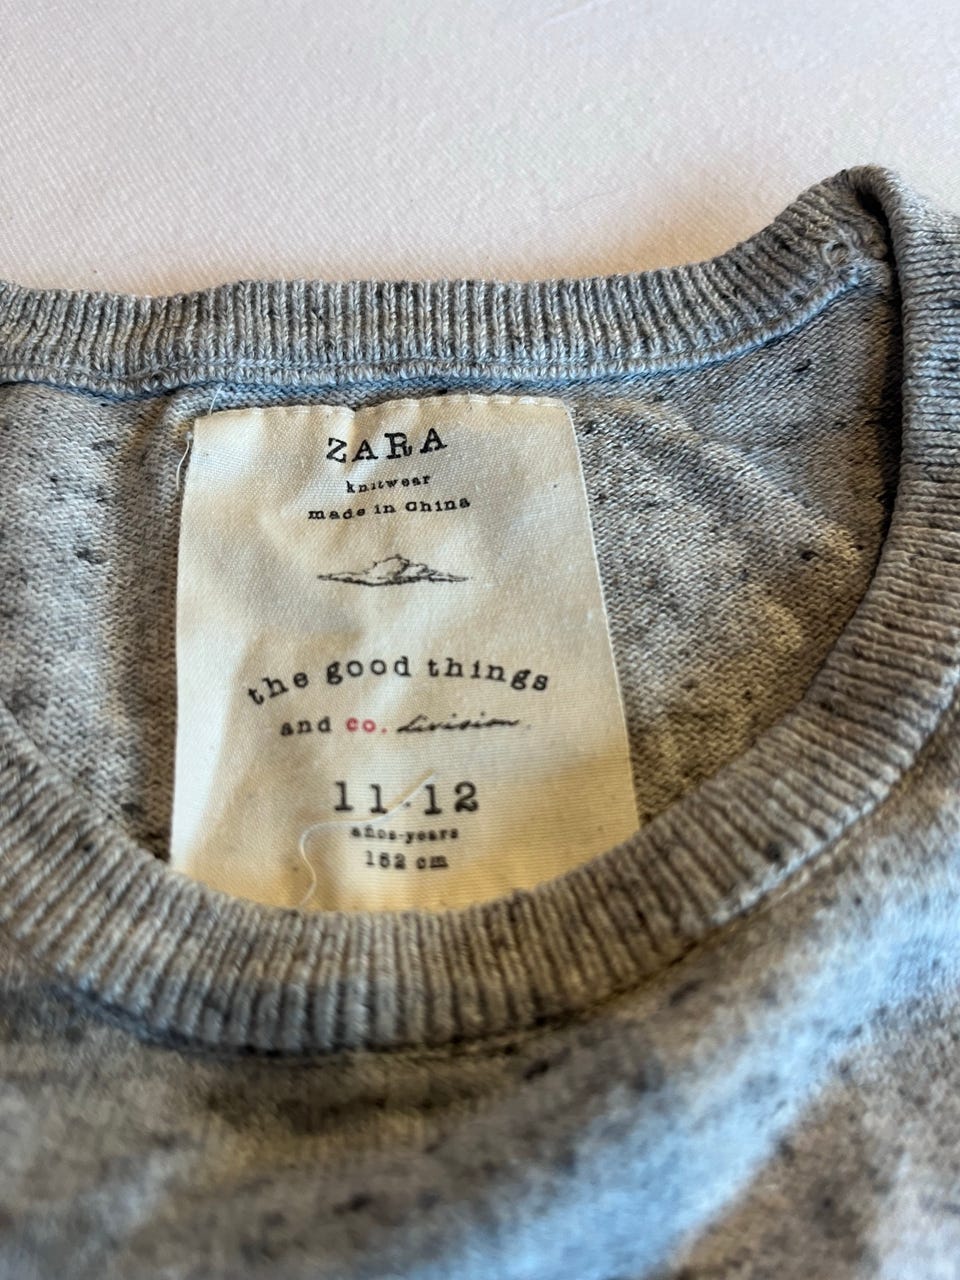 ZARA
knitwear
made in China
the good things
and co. division.
11-12
años-years
152 cm